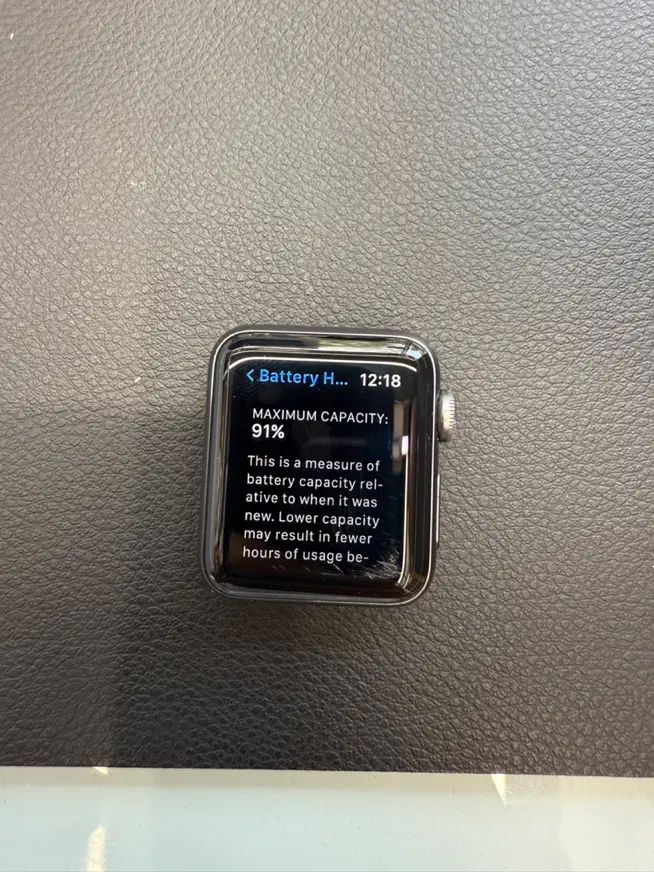 < Battery H... 12:18
MAXIMUM CAPACITY:
91%
This is a measure of
battery capacity rel-
ative to when it was
new. Lower capacity
may result in fewer
hours of usage be-